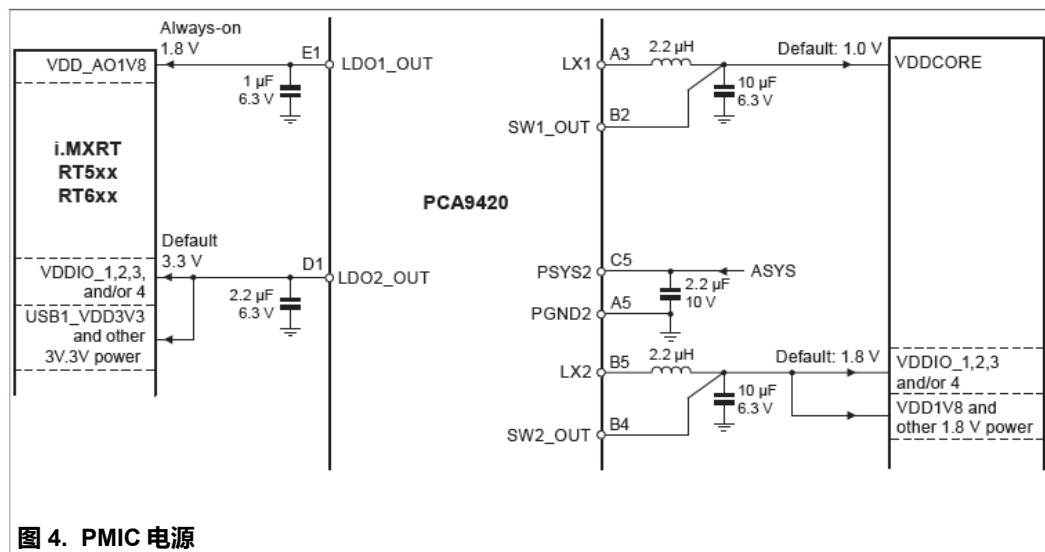 Always-on
1.8 V
VDD_AO1V8
E1
LDO1_OUT
1 µF
6.3 V
i.MXRT
RT5xx
RT6xx
Default
3.3 V
VDDIO_1,2,3,
and/or 4
D1
LDO2_OUT
2.2 µF
6.3 V
USB1_VDD3V3
and other
3V.3V power
PCA9420
LX1
A3
2.2 µH
Default: 1.0 V
VDDCORE
10 µF
6.3 V
B2
SW1_OUT
PSYS2
C5
ASYS
2.2 µF
10 V
PGND2
A5
LX2
B5
2.2 µH
Default: 1.8 V
VDDIO_1,2,3
and/or 4
10 µF
6.3 V
VDD1V8 and
other 1.8 V power
B4
SW2_OUT
图 4. PMIC 电源